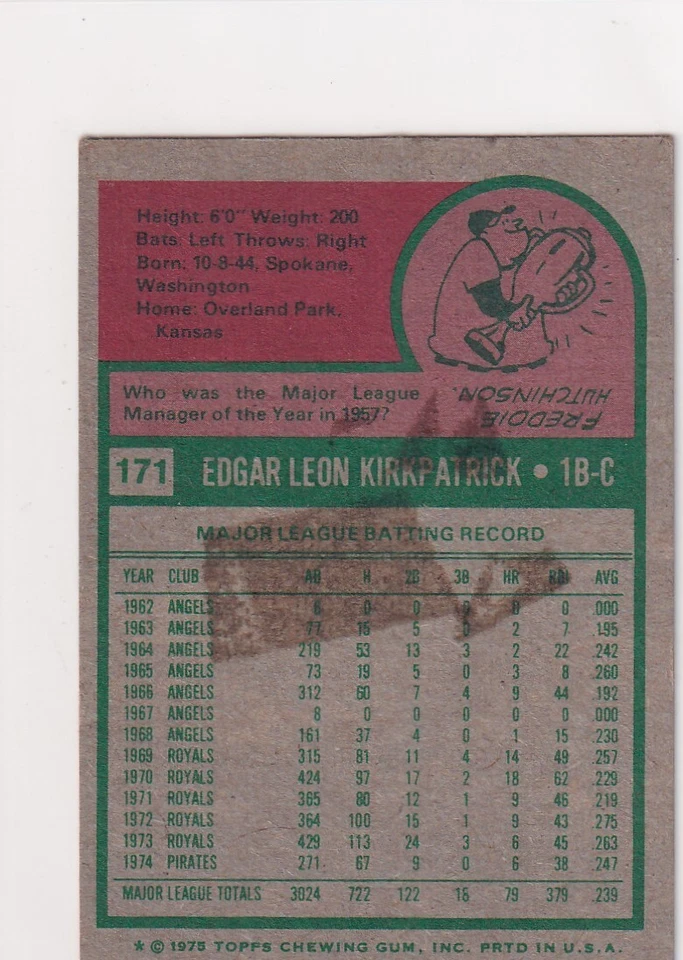 Height: 6'0" Weight: 200
Bats: Left Throws: Right
Born: 10-8-44, Spokane,
Washington
Home: Overland Park,
Kansas
FREDDIE
HUTCHINSON.
Who was the Major League
Manager of the Year in 1957?
171 EDGAR LEON KIRKPATRICK • 1B-C
MAJOR LEAGUE BATTING RECORD
YEAR CLUB AB H 2B 3B HR RBI AVG
1962 ANGELS 6 0 0 0 0 0 .000
1963 ANGELS 77 15 5 0 2 7 .195
1964 ANGELS 219 53 13 3 2 22 .242
1965 ANGELS 73 19 5 0 3 8 .260
1966 ANGELS 312 60 7 4 9 44 .192
1967 ANGELS 8 0 0 0 0 0 .000
1968 ANGELS 161 37 4 0 1 15 .230
1969 ROYALS 315 81 11 4 14 49 .257
1970 ROYALS 424 97 17 2 18 62 .229
1971 ROYALS 365 80 12 1 9 46 .219
1972 ROYALS 364 100 15 1 9 43 .275
1973 ROYALS 429 113 24 3 6 45 .263
1974 PIRATES 271 67 9 0 6 38 .247
MAJOR LEAGUE TOTALS 3024 722 122 18 79 379 .239
* © 1975 TOPPS CHEWING GUM, INC. PRTD IN U.S.A.